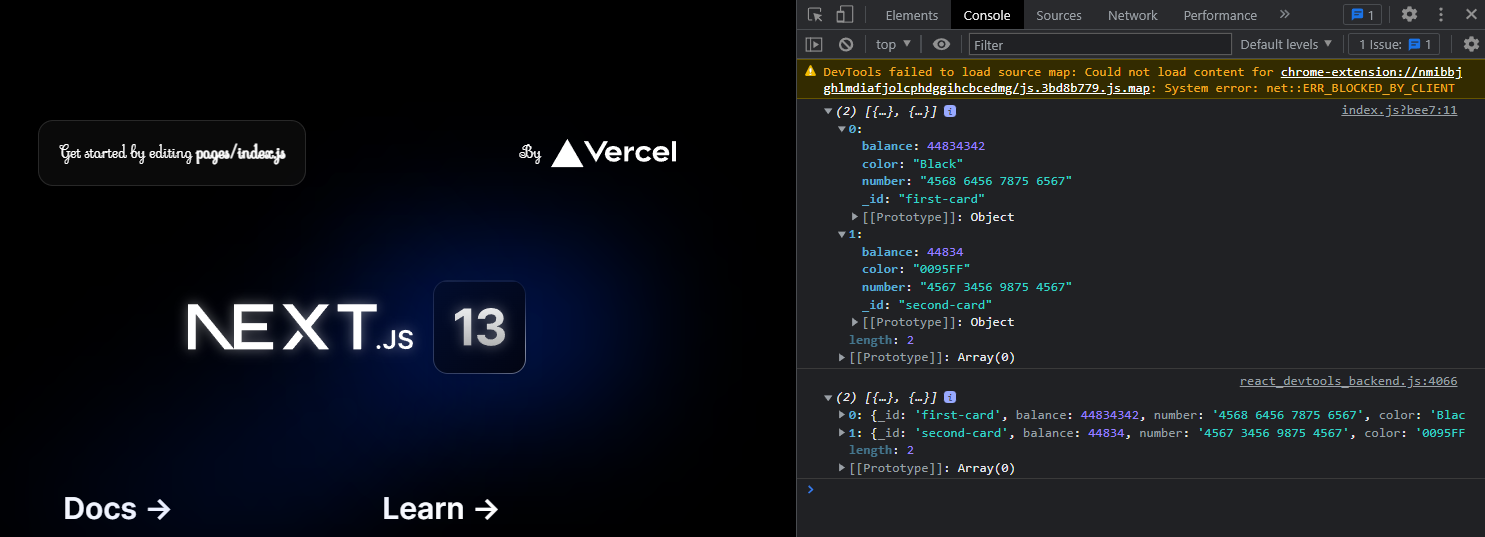 Get started by editing pages/index.js
By Vercel
NEXT.JS 13
Docs ->
Learn ->
Elements Console Sources Network Performance » 1
top Filter Default levels 1 Issue: 1
DevTools failed to load source map: Could not load content for chrome-extension://nmibbj
ghlmdiafjolcphdggihcbcedmg/js.3bd8b779.js.map: System error: net::ERR_BLOCKED_BY_CLIENT
index.js?bee7:11
(2) [{…}, {…}] i
0:
balance: 44834342
color: "Black"
number: "4568 6456 7875 6567"
_id: "first-card"
[[Prototype]]: Object
1:
balance: 44834
color: "0095FF"
number: "4567 3456 9875 4567"
_id: "second-card"
[[Prototype]]: Object
length: 2
[[Prototype]]: Array(0)
react_devtools_backend.js:4066
(2) [{…}, {…}] i
0: {_id: 'first-card', balance: 44834342, number: '4568 6456 7875 6567', color: 'Blac
1: {_id: 'second-card', balance: 44834, number: '4567 3456 9875 4567', color: '0095FF
length: 2
[[Prototype]]: Array(0)